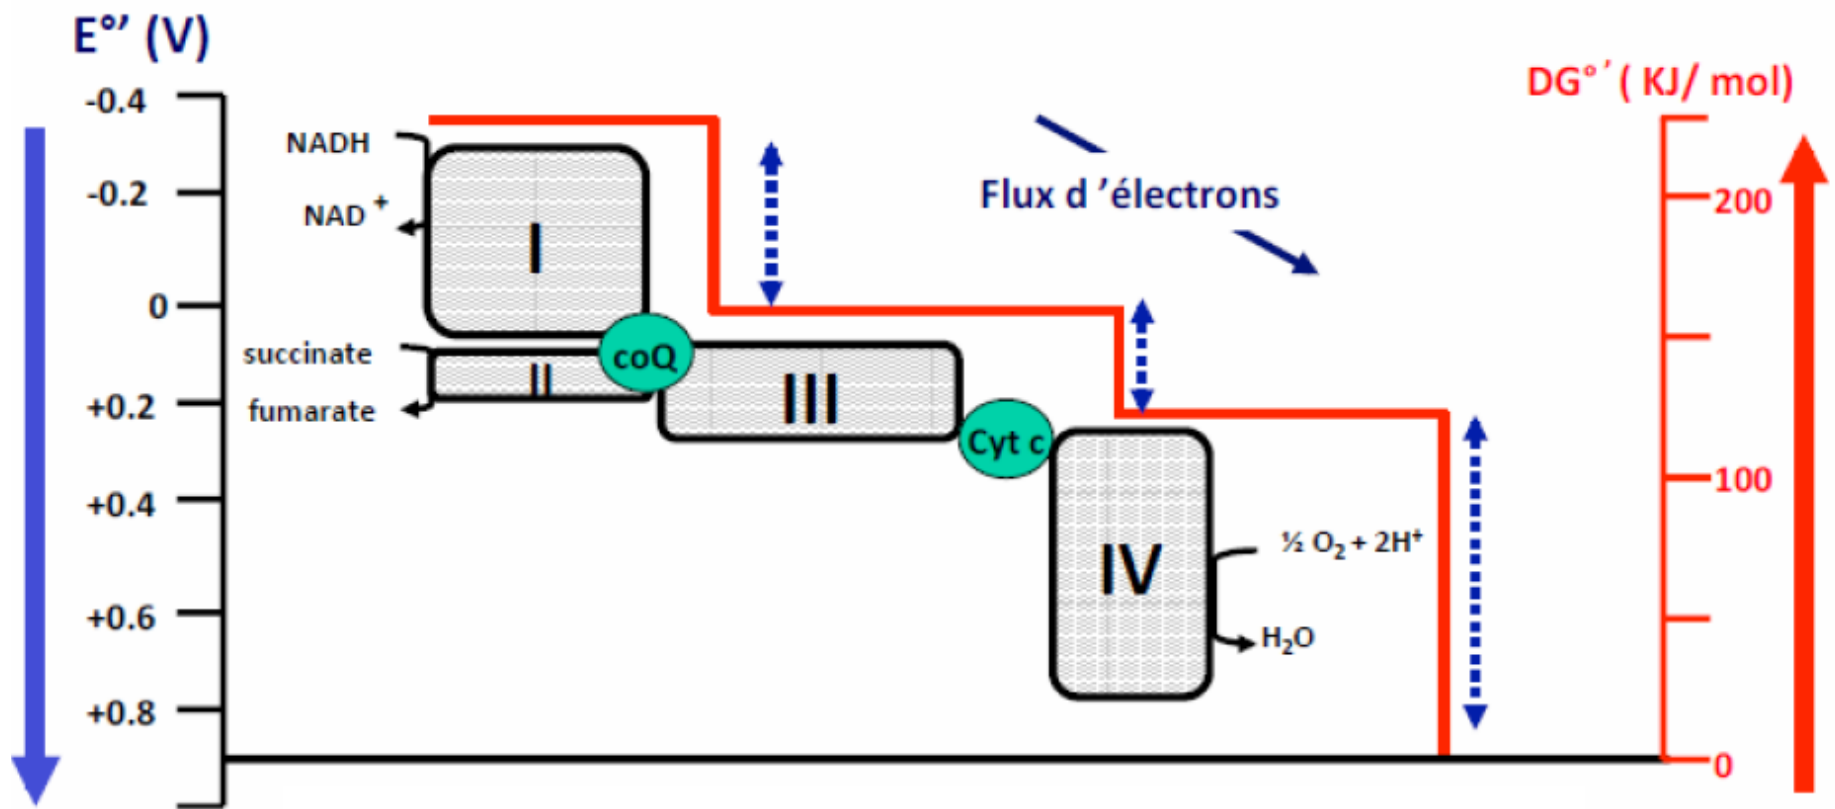 E°’ (V)
DG°´ ( KJ/ mol)
-0.4
-0.2
0
+0.2
+0.4
+0.6
+0.8
NADH
NAD +
succinate
fumarate
I
II
coQ
III
Cyt c
IV
Flux d ’électrons
½ O₂ + 2H⁺
H₂O
200
100
0